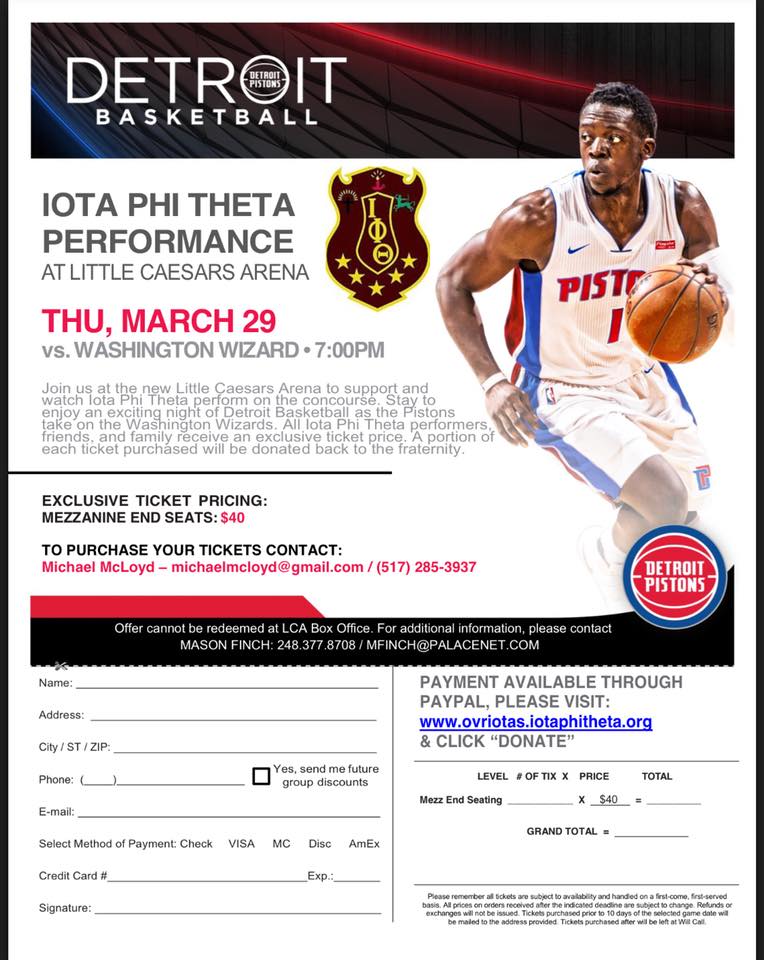 DETROIT
DETROIT
PISTONS
BASKETBALL
IOTA PHI THETA
PERFORMANCE
AT LITTLE CAESARS ARENA
Ι
Φ
Θ
THU, MARCH 29
vs. WASHINGTON WIZARD • 7:00PM
PIST
1
Join us at the new Little Caesars Arena to support and
watch Iota Phi Theta perform on the concourse. Stay to
enjoy an exciting night of Detroit Basketball as the Pistons
take on the Washington Wizards. All Iota Phi Theta performers,
friends, and family receive an exclusive ticket price. A portion of
each ticket purchased will be donated back to the fraternity.
EXCLUSIVE TICKET PRICING:
MEZZANINE END SEATS: $40
TO PURCHASE YOUR TICKETS CONTACT:
Michael McLoyd – michaelmcloyd@gmail.com / (517) 285-3937
DETROIT
PISTONS
Offer cannot be redeemed at LCA Box Office. For additional information, please contact
MASON FINCH: 248.377.8708 / MFINCH@PALACENET.COM
Name:
Address:
City / ST / ZIP:
Phone: (____)
Yes, send me future
group discounts
E-mail:
Select Method of Payment: Check VISA MC Disc AmEx
Credit Card # Exp.:
Signature:
PAYMENT AVAILABLE THROUGH
PAYPAL, PLEASE VISIT:
www.ovriotas.iotaphitheta.org
& CLICK “DONATE”
LEVEL # OF TIX X PRICE TOTAL
Mezz End Seating ____ X $40 = ____
GRAND TOTAL = ____
Please remember all tickets are subject to availability and handled on a first-come, first-served
basis. All prices on orders received after the indicated deadline are subject to change. Refunds or
exchanges will not be issued. Tickets purchased prior to 10 days of the selected game date will
be mailed to the address provided. Tickets purchased after will be left at Will Call.